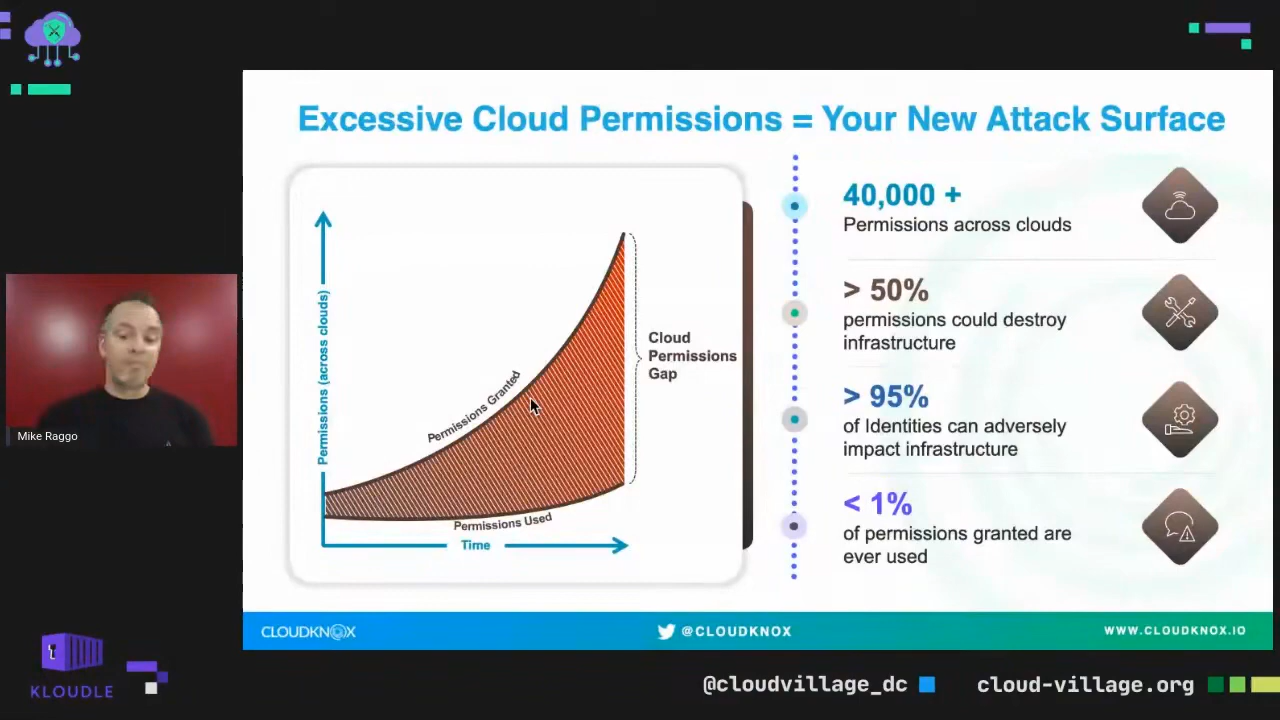 Excessive Cloud Permissions = Your New Attack Surface
Permissions (across clouds)
Permissions Granted
Permissions Used
Time
Cloud
Permissions
Gap
40,000 +
Permissions across clouds
> 50%
permissions could destroy
infrastructure
> 95%
of Identities can adversely
impact infrastructure
< 1%
of permissions granted are
ever used
Mike Raggo
CLOUDKNOX
@CLOUDKNOX
WWW.CLOUDKNOX.IO
KLOUDLE
@cloudvillage_dc
cloud-village.org